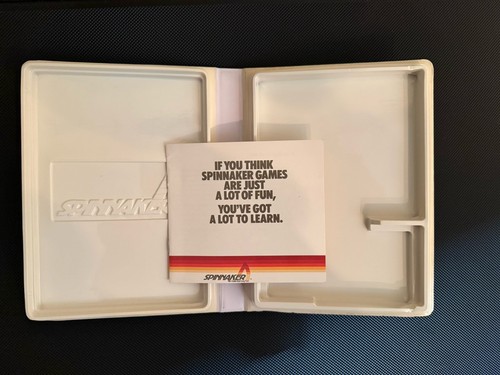 SPINNAKER
IF YOU THINK
SPINNAKER GAMES
ARE JUST
A LOT OF FUN,
YOU'VE GOT
A LOT TO LEARN.
SPINNAKER